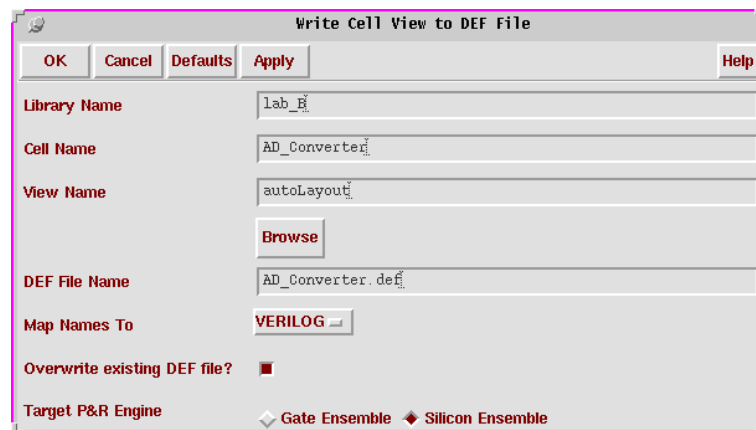 Write Cell View to DEF File
OK Cancel Defaults Apply Help
Library Name lab_B
Cell Name AD_Converter
View Name autoLayout
Browse
DEF File Name AD_Converter.def
Map Names To VERILOG
Overwrite existing DEF file?
Target P&R Engine Gate Ensemble Silicon Ensemble